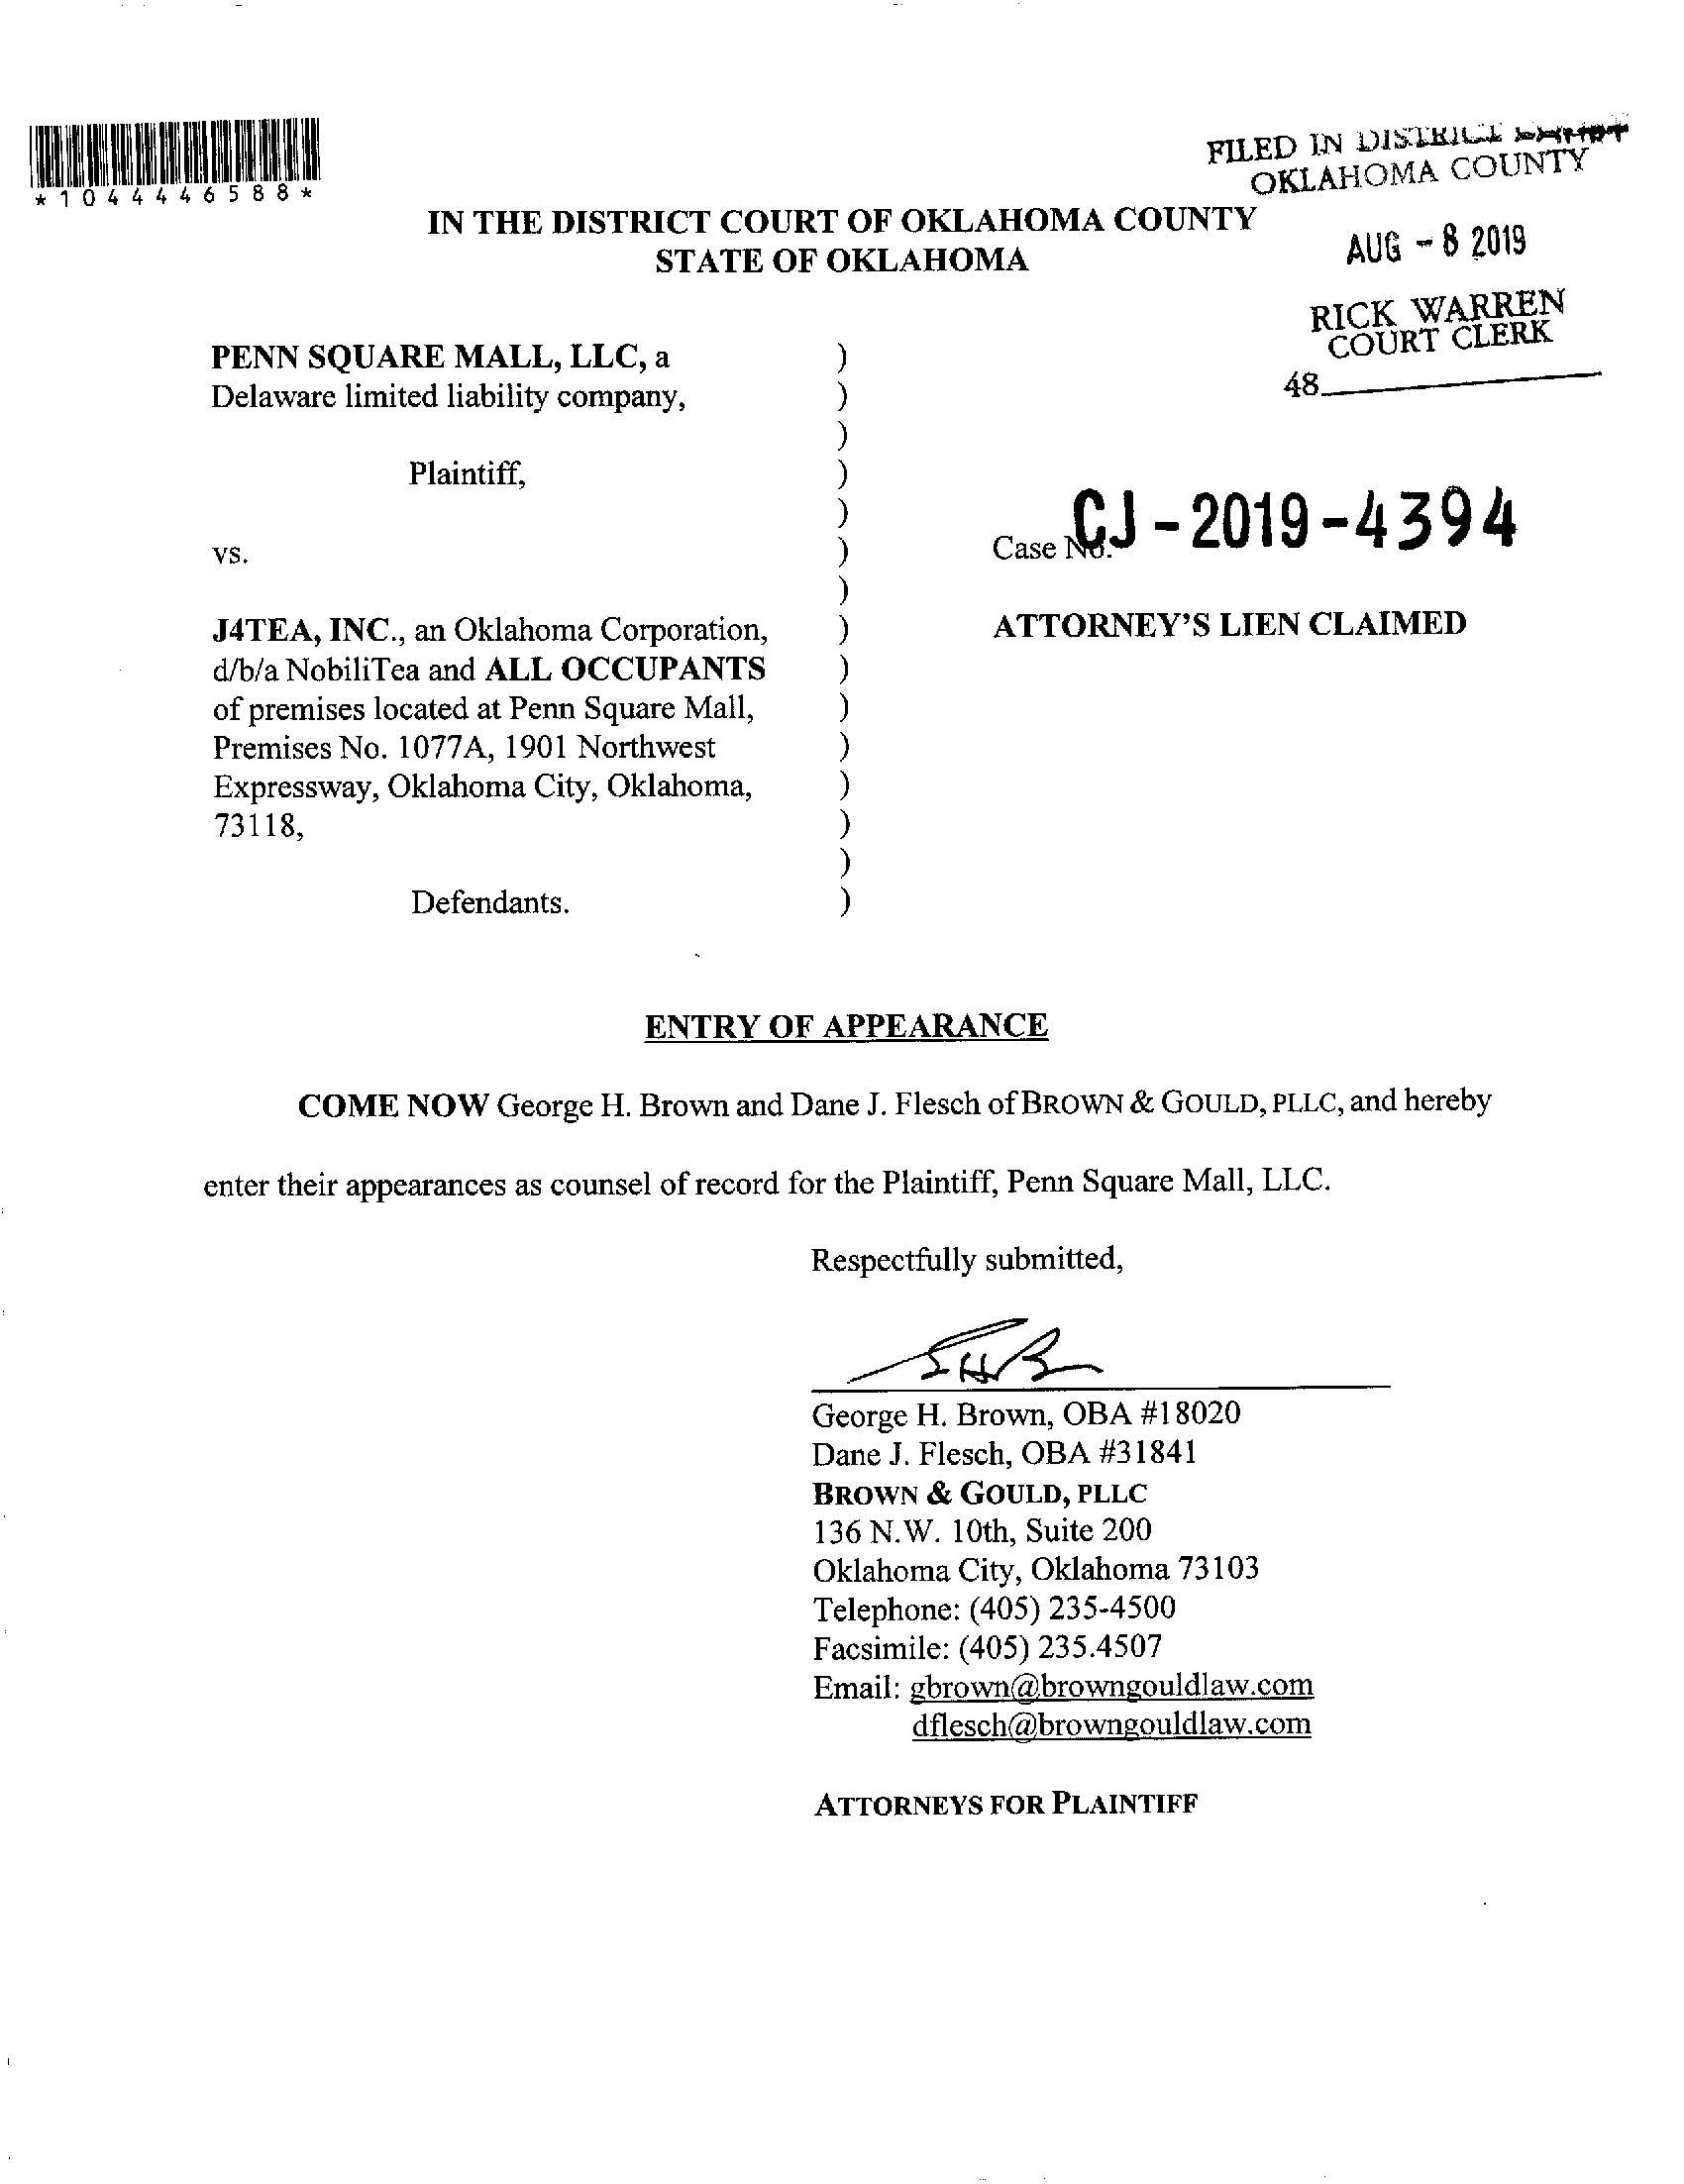 *1044446588*
FILED IN DISTRICT
OKLAHOMA COUNTY
IN THE DISTRICT COURT OF OKLAHOMA COUNTY
STATE OF OKLAHOMA
AUG - 8 2019
RICK WARREN
COURT CLERK
48
PENN SQUARE MALL, LLC, a )
Delaware limited liability company, )
)
Plaintiff, )
)
vs. )
)
J4TEA, INC., an Oklahoma Corporation, )
d/b/a NobiliTea and ALL OCCUPANTS )
of premises located at Penn Square Mall, )
Premises No. 1077A, 1901 Northwest )
Expressway, Oklahoma City, Oklahoma, )
73118, )
)
Defendants. )
Case No. CJ-2019-4394
ATTORNEY'S LIEN CLAIMED
ENTRY OF APPEARANCE
COME NOW George H. Brown and Dane J. Flesch of BROWN & GOULD, PLLC, and hereby
enter their appearances as counsel of record for the Plaintiff, Penn Square Mall, LLC.
Respectfully submitted,
George H. Brown, OBA #18020
Dane J. Flesch, OBA #31841
BROWN & GOULD, PLLC
136 N.W. 10th, Suite 200
Oklahoma City, Oklahoma 73103
Telephone: (405) 235-4500
Facsimile: (405) 235.4507
Email: gbrown@browngouldlaw.com
dflesch@browngouldlaw.com
ATTORNEYS FOR PLAINTIFF